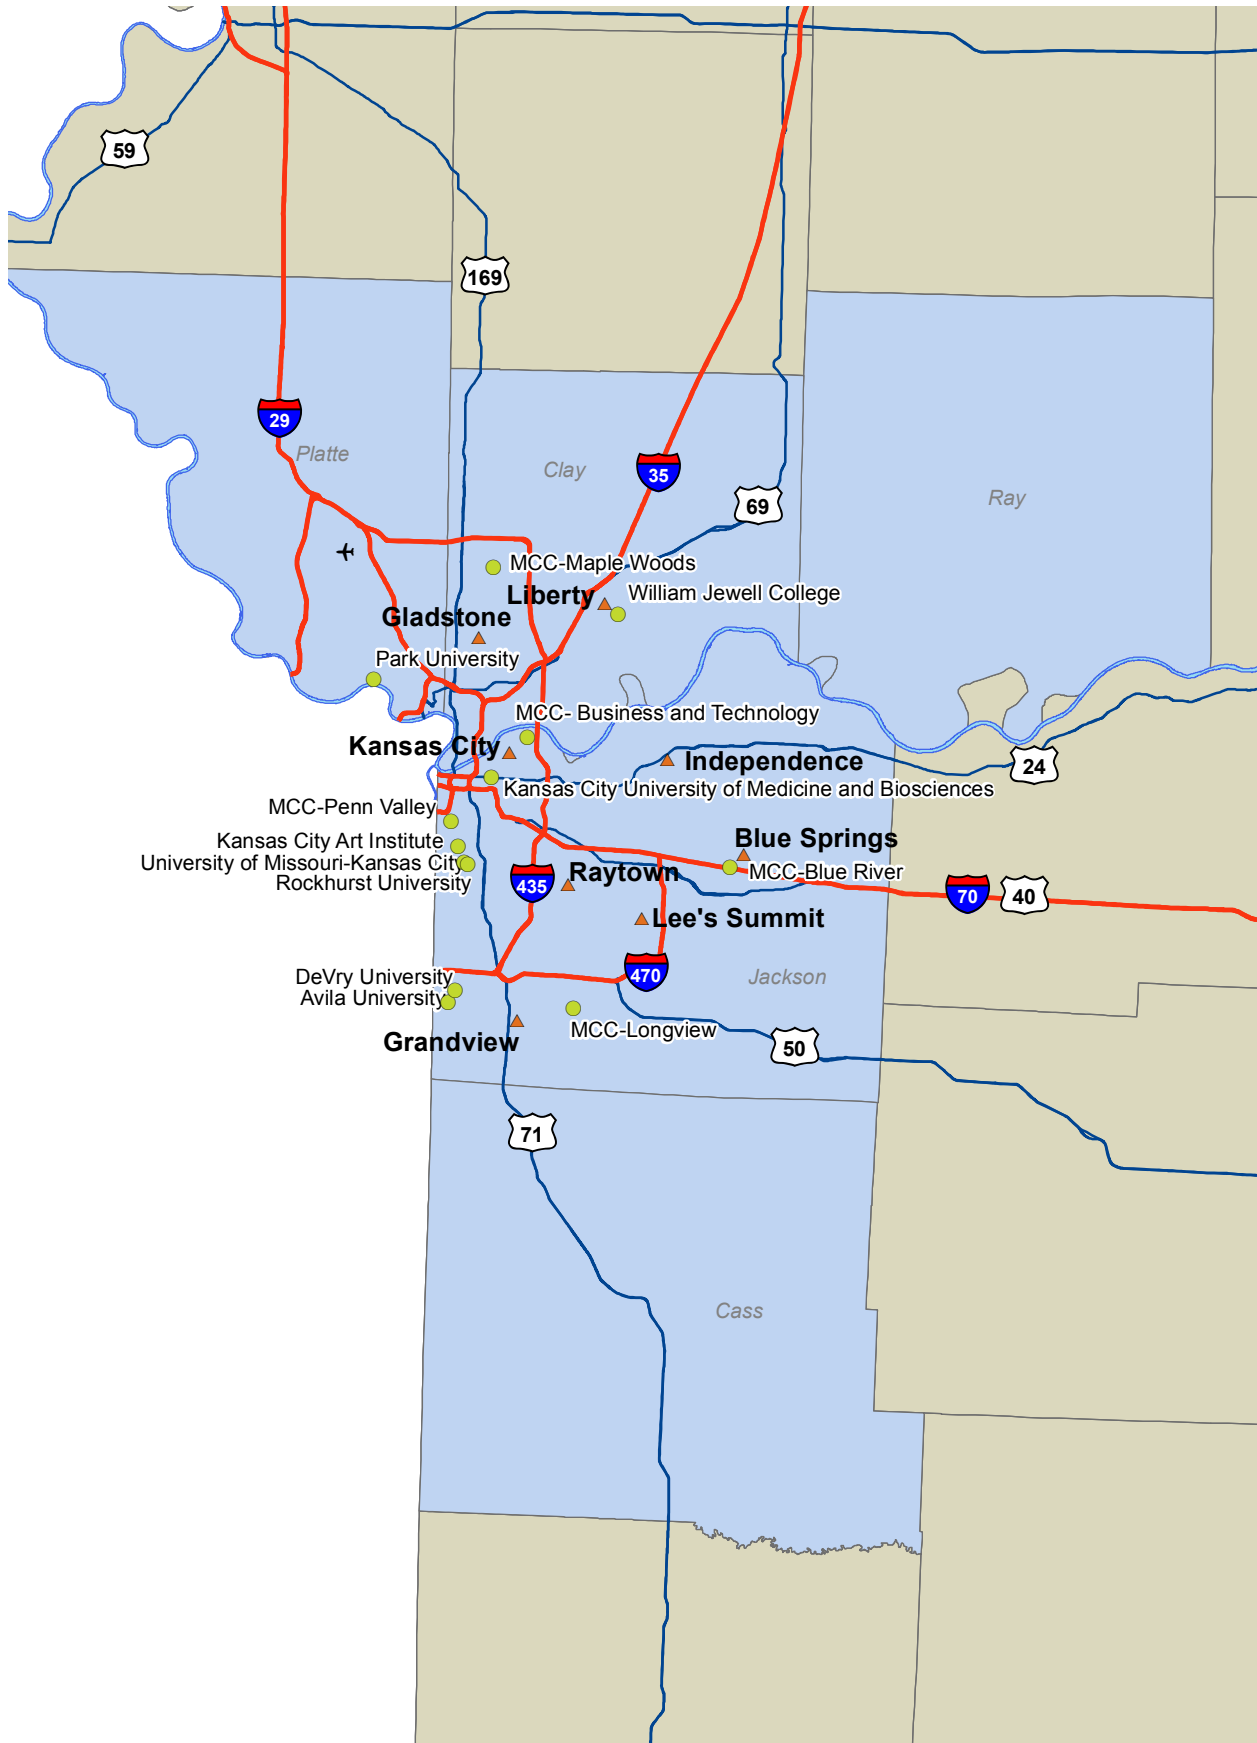 59
169
29
Platte
Clay
35
Ray
69
MCC-Maple Woods
Liberty
William Jewell College
Gladstone
Park University
MCC- Business and Technology
Kansas City
Independence
24
Kansas City University of Medicine and Biosciences
MCC-Penn Valley
Kansas City Art Institute
Blue Springs
University of Missouri-Kansas City
MCC-Blue River
Raytown
Rockhurst University
435
70
40
Lee's Summit
470
DeVry University
Jackson
Avila University
MCC-Longview
Grandview
50
71
Cass